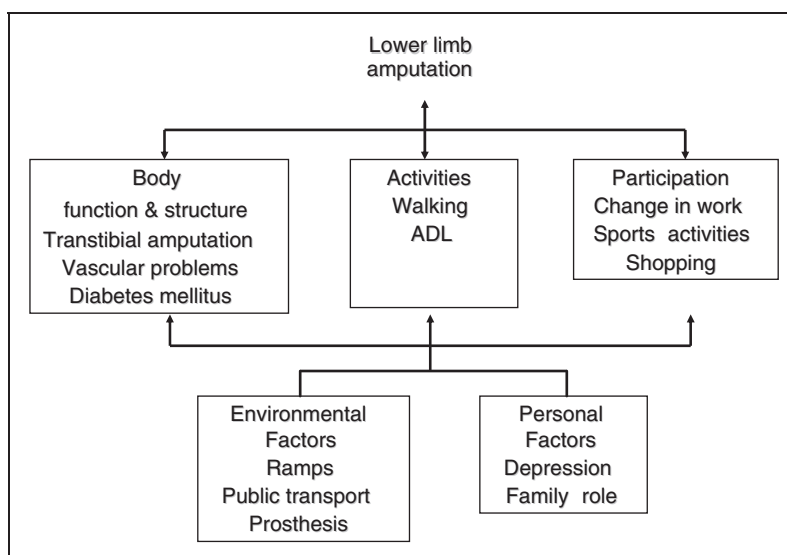 Lower limb
amputation
Body
function & structure
Transtibial amputation
Vascular problems
Diabetes mellitus
Activities
Walking
ADL
Participation
Change in work
Sports activities
Shopping
Environmental
Factors
Ramps
Public transport
Prosthesis
Personal
Factors
Depression
Family role